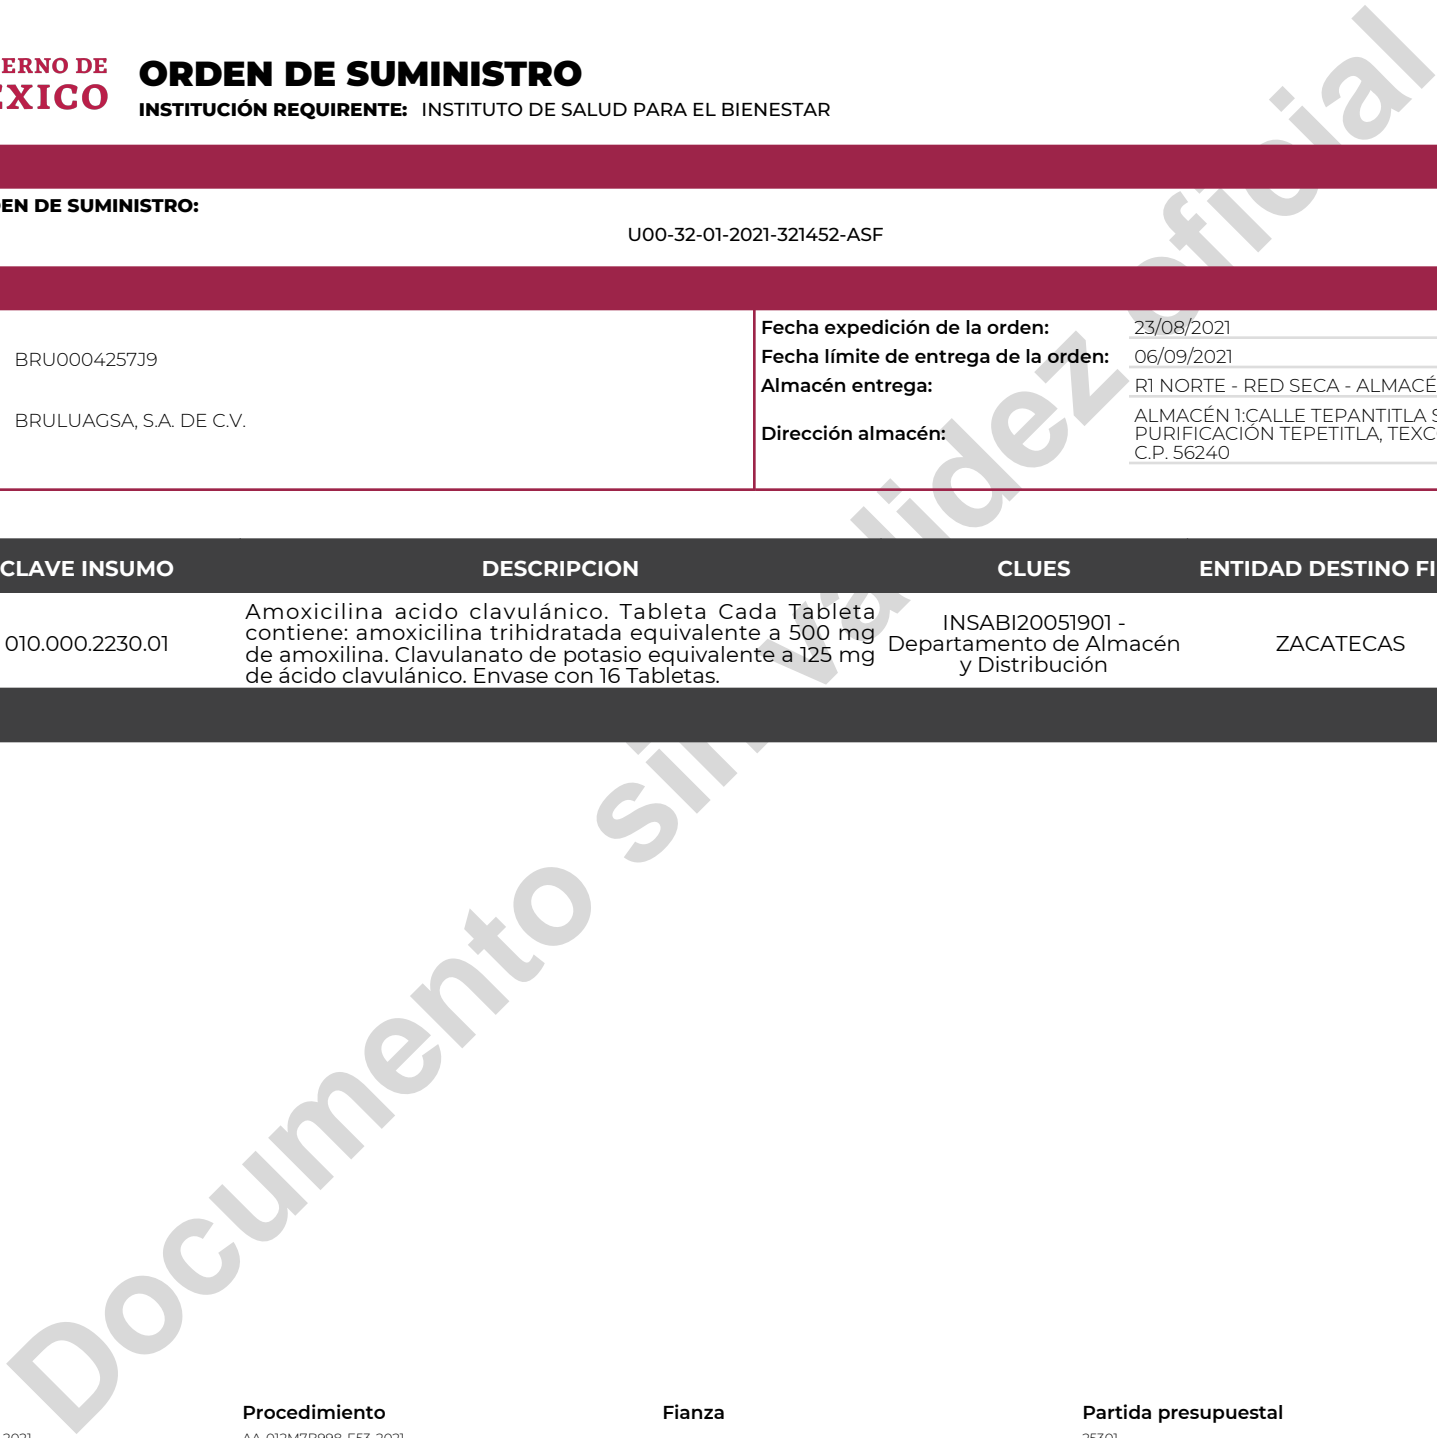 ERNO DE
ÉXICO
ORDEN DE SUMINISTRO
INSTITUCIÓN REQUIRENTE: INSTITUTO DE SALUD PARA EL BIENESTAR
EN DE SUMINISTRO:
U00-32-01-2021-321452-ASF
BRU0004257J9
BRULUAGSA, S.A. DE C.V.
Fecha expedición de la orden: 23/08/2021
Fecha límite de entrega de la orden: 06/09/2021
Almacén entrega: R1 NORTE - RED SECA - ALMACÉ
Dirección almacén: ALMACÉN 1:CALLE TEPANTITLA S
PURIFICACIÓN TEPETITLA, TEXC
C.P. 56240
CLAVE INSUMO DESCRIPCION CLUES ENTIDAD DESTINO FI
010.000.2230.01
Amoxicilina acido clavulánico. Tableta Cada Tableta
contiene: amoxicilina trihidratada equivalente a 500 mg
de amoxilina. Clavulanato de potasio equivalente a 125 mg
de ácido clavulánico. Envase con 16 Tabletas.
INSABI20051901 -
Departamento de Almacén
y Distribución
ZACATECAS
Documento sin validez oficial
Procedimiento Fianza Partida presupuestal